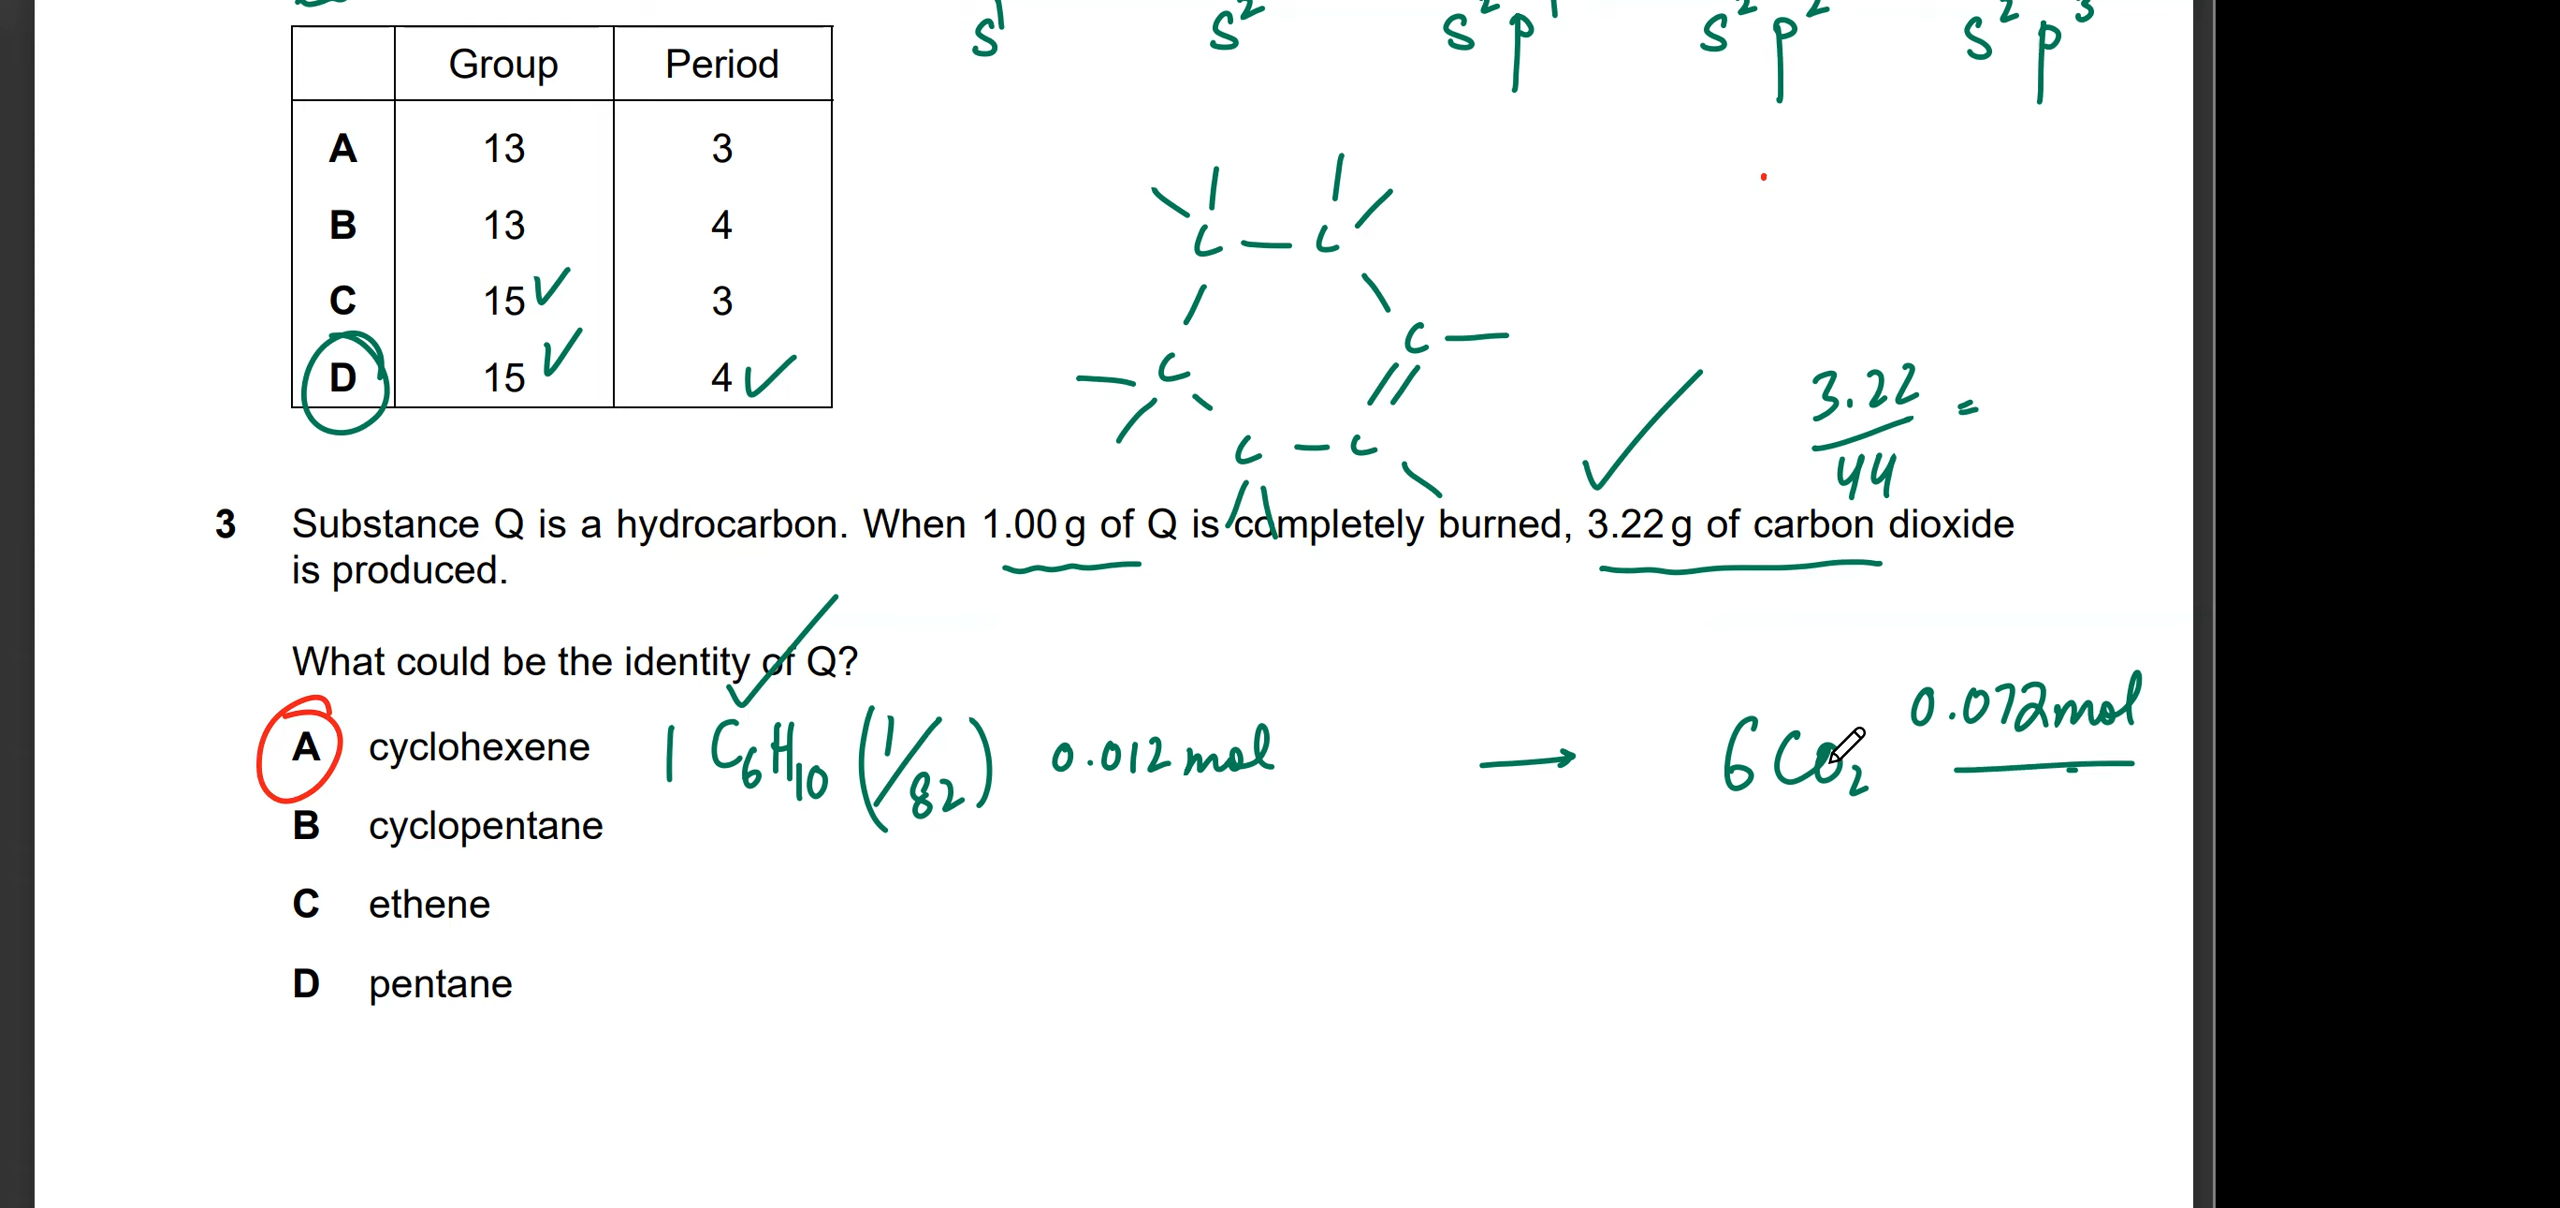 s¹ s² s²p¹ s²p² s²p³
Group Period
A 13 3
B 13 4
C 15 ✓ 3
D 15 ✓ 4 ✓
C — C
C
C
C — C
3.22/44 =
3 Substance Q is a hydrocarbon. When 1.00 g of Q is completely burned, 3.22 g of carbon dioxide
is produced.
What could be the identity of Q?
A cyclohexene 1 C₆H₁₀ (1/82) 0.012 mol → 6 CO₂ 0.072 mol
B cyclopentane
C ethene
D pentane